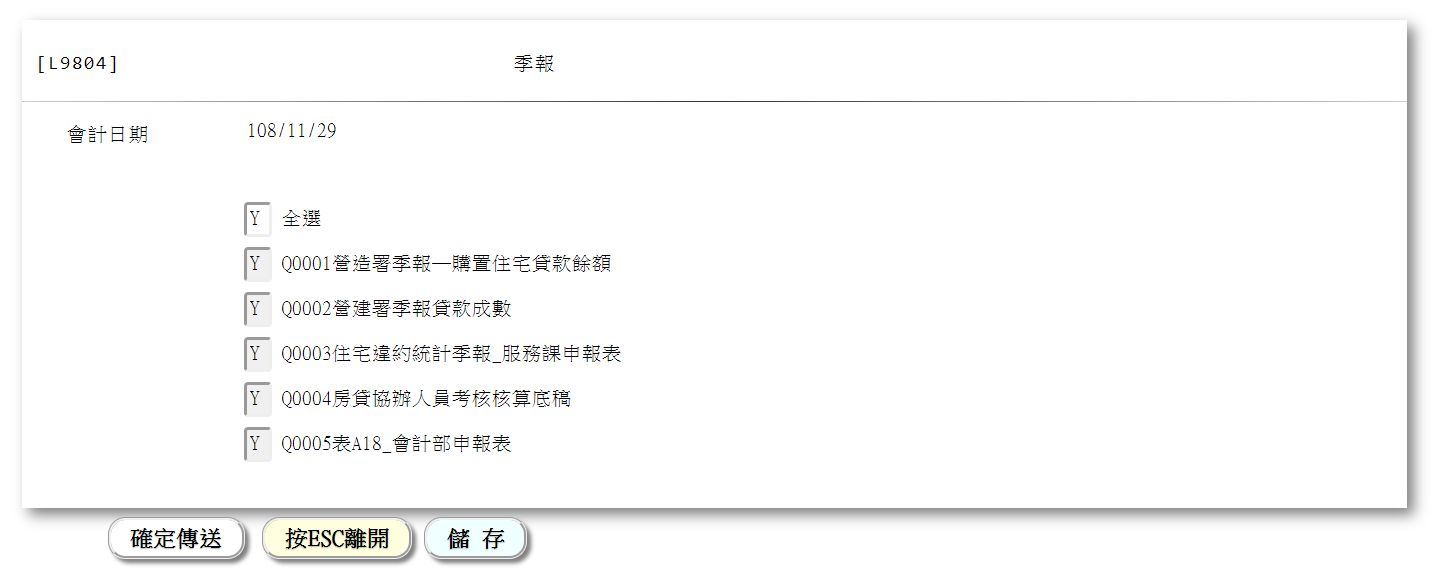 [L9804] 季報
會計日期 108/11/29
Y 全選
Y Q0001營造署季報—購置住宅貸款餘額
Y Q0002營建署季報貸款成數
Y Q0003住宅違約統計季報_服務課申報表
Y Q0004房貸協辦人員考核核算底稿
Y Q0005表A18_會計部申報表
確定傳送 按ESC離開 儲 存